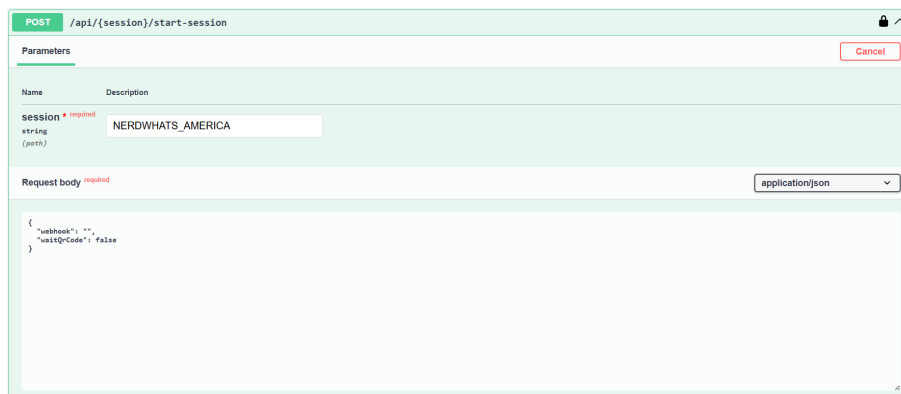 POST /api/{session}/start-session
Parameters
Cancel
Name Description
session * required
string
(path)
NERDWHATS_AMERICA
Request body required
application/json
{
"webhook": "",
"waitQrCode": false
}